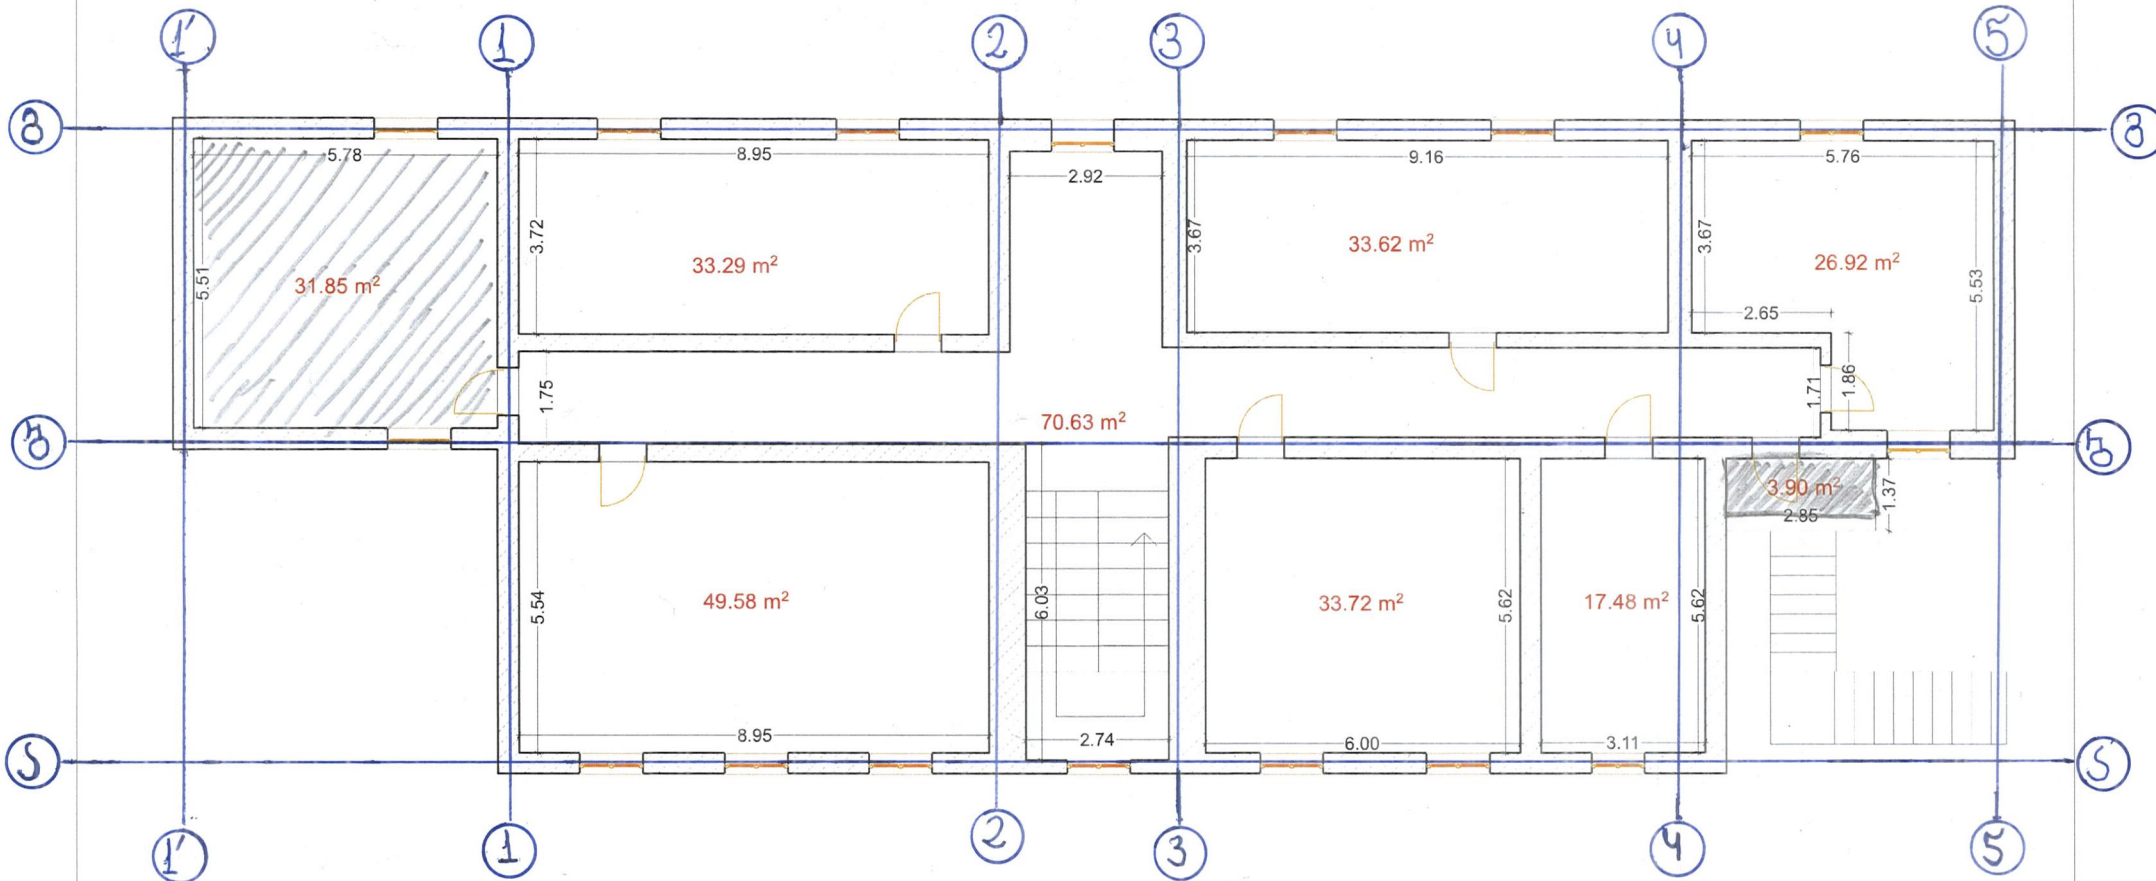 1' 1 2 3 4 5
გ გ
5.78 8.95 2.92 9.16 5.76
3.72 3.67 3.67
5.51 31.85 m² 33.29 m² 33.62 m² 26.92 m² 5.53
2.65
1.75 1.71 1.86
70.63 m²
ბ ბ
3.90 m² 1.37
2.85
5.54 49.58 m² 6.03 33.72 m² 5.62 17.48 m² 5.62
8.95 2.74 6.00 3.11
ა ა
1' 1 2 3 4 5